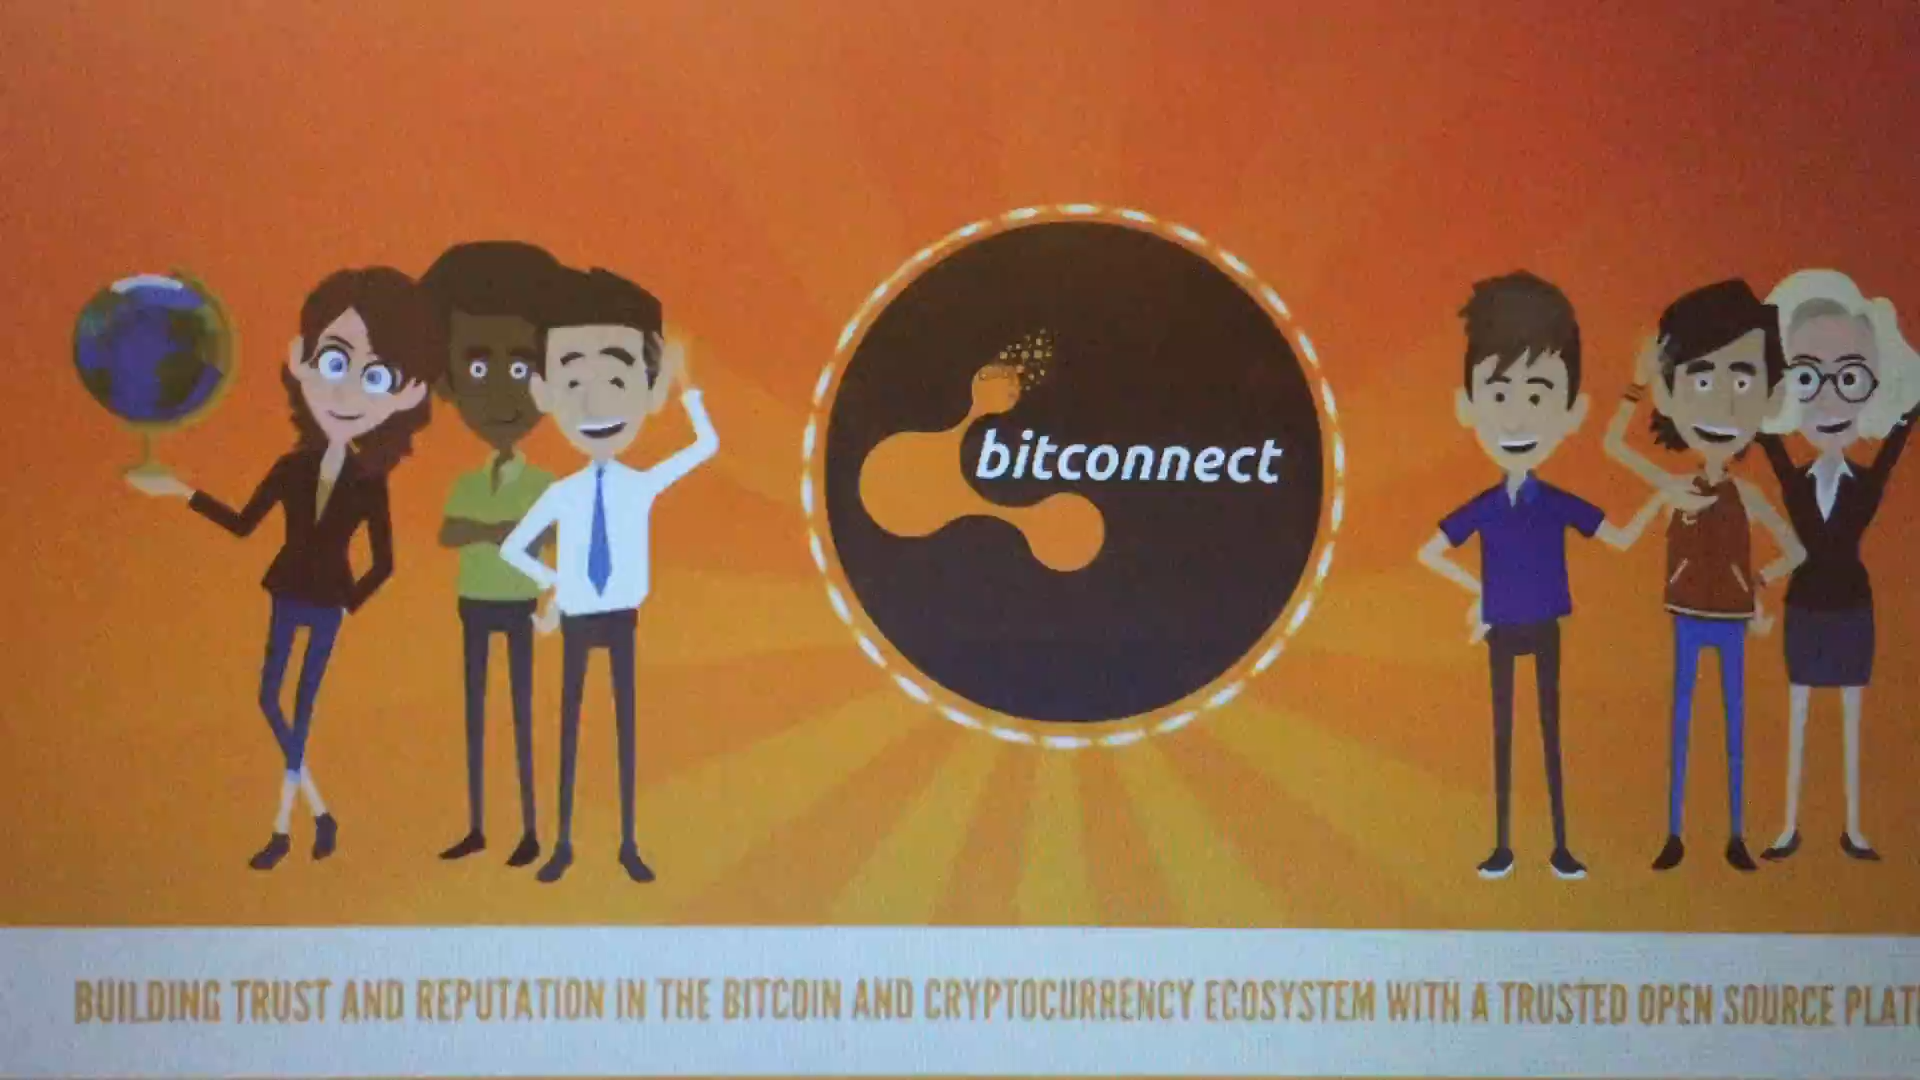 bitconnect
BUILDING TRUST AND REPUTATION IN THE BITCOIN AND CRYPTOCURRENCY ECOSYSTEM WITH A TRUSTED OPEN SOURCE